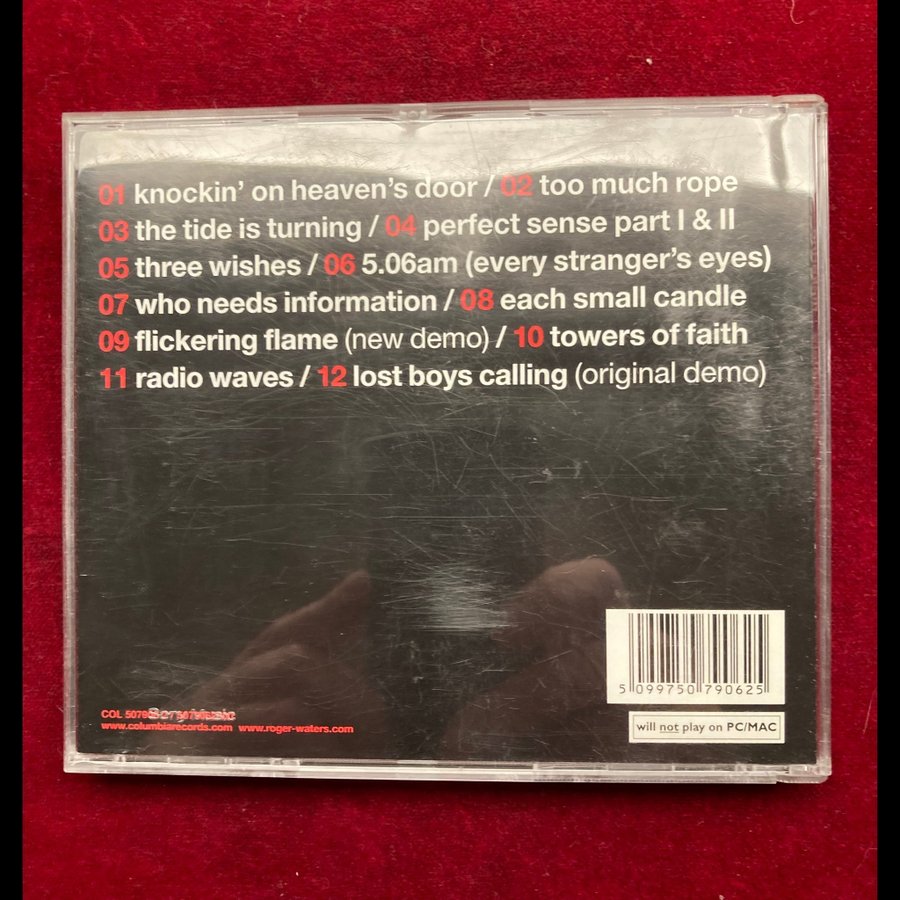 01 knockin' on heaven's door / 02 too much rope
03 the tide is turning / 04 perfect sense part I & II
05 three wishes / 06 5.06am (every stranger's eyes)
07 who needs information / 08 each small candle
09 flickering flame (new demo) / 10 towers of faith
11 radio waves / 12 lost boys calling (original demo)
5 099750 790625
COL
www.columbiarecords.com www.roger-waters.com
will not play on PC/MAC